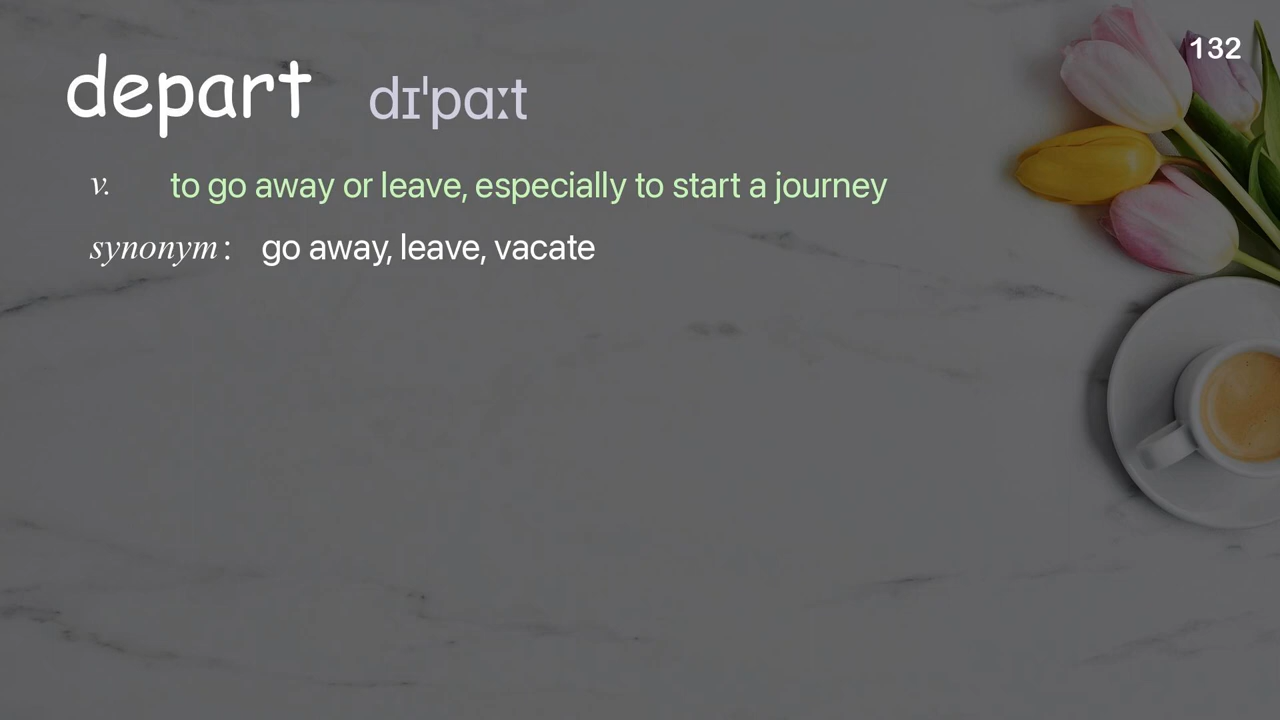 132
depart dɪˈpɑːt
v. to go away or leave, especially to start a journey
synonym : go away, leave, vacate